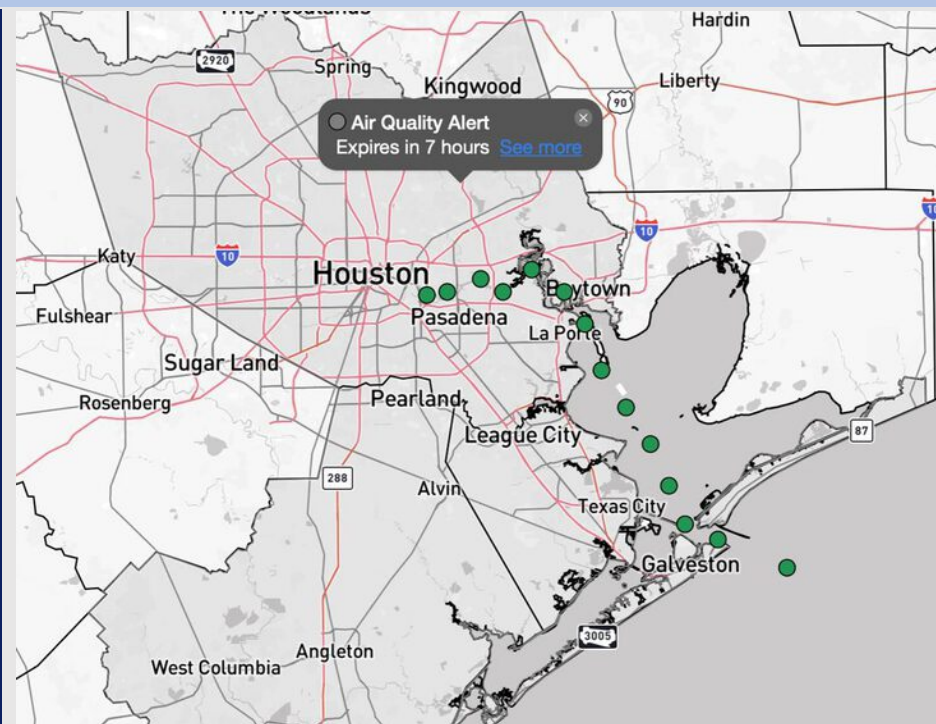 The Woodlands
Hardin
2920
Spring
Kingwood
Liberty
90
Air Quality Alert
Expires in 7 hours See more
10
10
Katy
10
Houston
Baytown
Fulshear
Pasadena
La Porte
Sugar Land
Rosenberg
Pearland
League City
87
288
Alvin
Texas City
Galveston
3005
Angleton
West Columbia